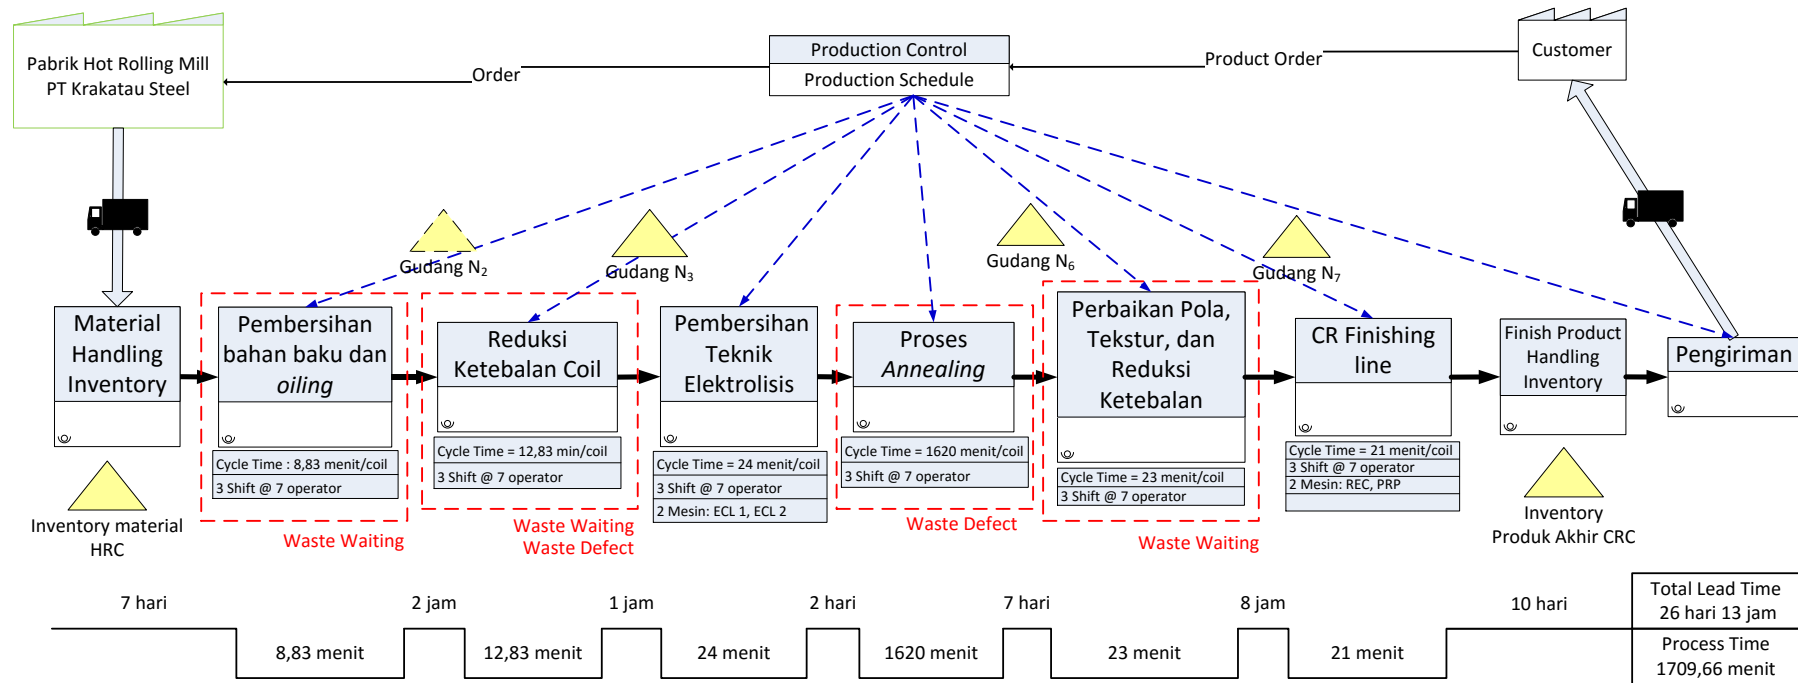 Pabrik Hot Rolling Mill
PT Krakatau Steel
Order
Production Control
Production Schedule
Product Order
Customer
Gudang N₂
Gudang N₃
Gudang N₆
Gudang N₇
Material
Handling
Inventory
Pembersihan
bahan baku dan
oiling
Cycle Time : 8,83 menit/coil
3 Shift @ 7 operator
Reduksi
Ketebalan Coil
Cycle Time = 12,83 min/coil
3 Shift @ 7 operator
Pembersihan
Teknik
Elektrolisis
Cycle Time = 24 menit/coil
3 Shift @ 7 operator
2 Mesin: ECL 1, ECL 2
Proses
Annealing
Cycle Time = 1620 menit/coil
3 Shift @ 7 operator
Perbaikan Pola,
Tekstur, dan
Reduksi
Ketebalan
Cycle Time = 23 menit/coil
3 Shift @ 7 operator
CR Finishing
line
Cycle Time = 21 menit/coil
3 Shift @ 7 operator
2 Mesin: REC, PRP
Finish Product
Handling
Inventory
Pengiriman
Inventory material
HRC
Waste Waiting
Waste Waiting
Waste Defect
Waste Defect
Waste Waiting
Inventory
Produk Akhir CRC
7 hari
2 jam
1 jam
2 hari
7 hari
8 jam
10 hari
Total Lead Time
26 hari 13 jam
8,83 menit
12,83 menit
24 menit
1620 menit
23 menit
21 menit
Process Time
1709,66 menit